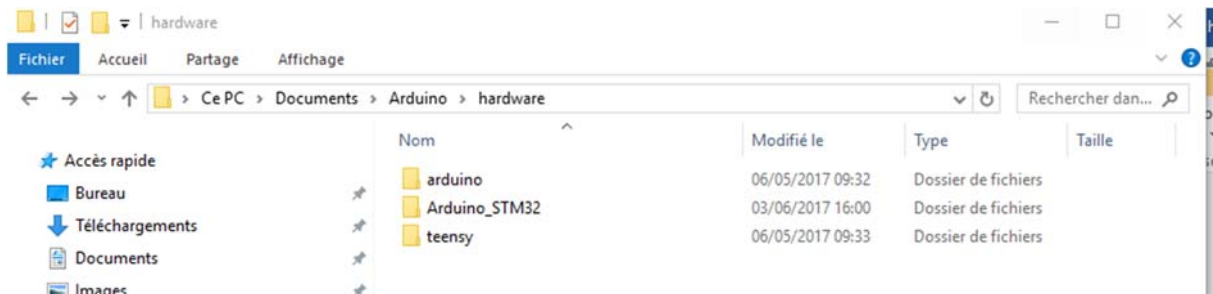 hardware
Fichier Accueil Partage Affichage
Ce PC > Documents > Arduino > hardware Rechercher dan...
Nom Modifié le Type Taille
Accès rapide
arduino 06/05/2017 09:32 Dossier de fichiers
Bureau
Arduino_STM32 03/06/2017 16:00 Dossier de fichiers
Téléchargements
teensy 06/05/2017 09:33 Dossier de fichiers
Documents
Images